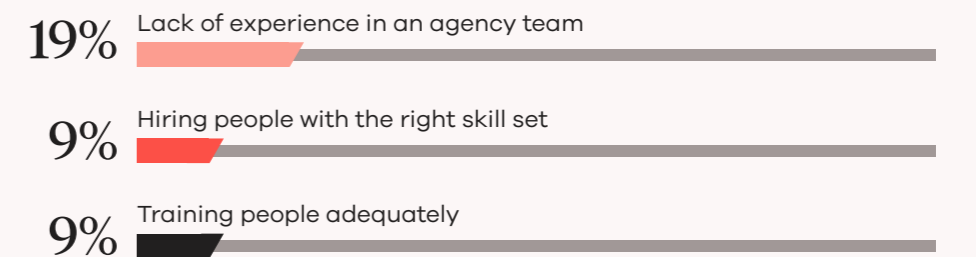 19% Lack of experience in an agency team
9% Hiring people with the right skill set
9% Training people adequately